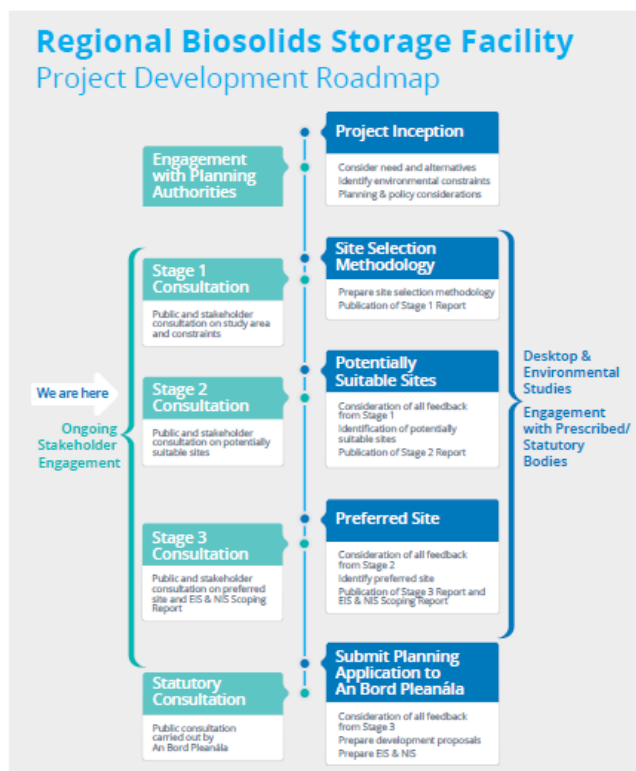 Regional Biosolids Storage Facility
Project Development Roadmap
Project Inception
Consider need and alternatives
Identify environmental constraints
Planning & policy considerations
Engagement
with Planning
Authorities
Site Selection
Methodology
Prepare site selection methodology
Publication of Stage 1 Report
Stage 1
Consultation
Public and stakeholder
consultation on study area
and constraints
Potentially
Suitable Sites
Consideration of all feedback
from Stage 1
Identification of potentially
suitable sites
Publication of Stage 2 Report
We are here
Stage 2
Consultation
Public and stakeholder
consultation on potentially
suitable sites
Ongoing
Stakeholder
Engagement
Desktop &
Environmental
Studies
Engagement
with Prescribed/
Statutory
Bodies
Preferred Site
Consideration of all feedback
from Stage 2
Identify preferred site
Publication of Stage 3 Report and
EIS & NIS Scoping Report
Stage 3
Consultation
Public and stakeholder
consultation on preferred
site and EIS & NIS Scoping
Report
Submit Planning
Application to
An Bord Pleanála
Consideration of all feedback
from Stage 3
Prepare development proposals
Prepare EIS & NIS
Statutory
Consultation
Public consultation
carried out by
An Bord Pleanála